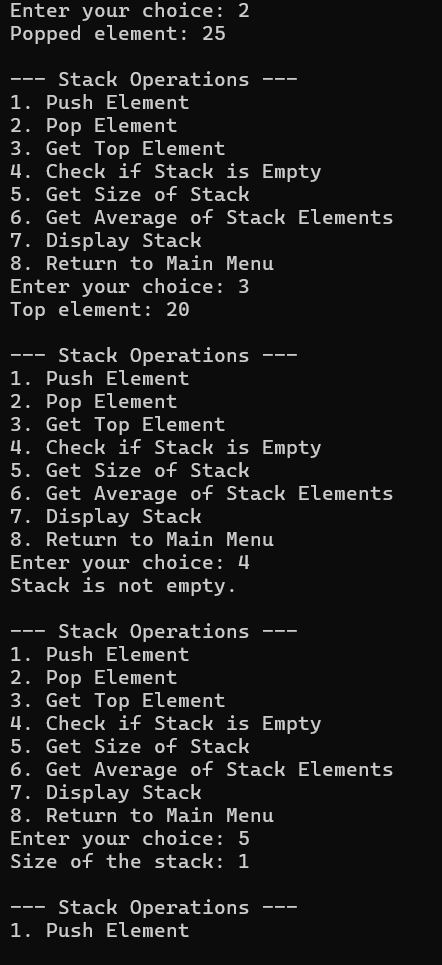 Enter your choice: 2
Popped element: 25

--- Stack Operations ---
1. Push Element
2. Pop Element
3. Get Top Element
4. Check if Stack is Empty
5. Get Size of Stack
6. Get Average of Stack Elements
7. Display Stack
8. Return to Main Menu
Enter your choice: 3
Top element: 20

--- Stack Operations ---
1. Push Element
2. Pop Element
3. Get Top Element
4. Check if Stack is Empty
5. Get Size of Stack
6. Get Average of Stack Elements
7. Display Stack
8. Return to Main Menu
Enter your choice: 4
Stack is not empty.

--- Stack Operations ---
1. Push Element
2. Pop Element
3. Get Top Element
4. Check if Stack is Empty
5. Get Size of Stack
6. Get Average of Stack Elements
7. Display Stack
8. Return to Main Menu
Enter your choice: 5
Size of the stack: 1

--- Stack Operations ---
1. Push Element